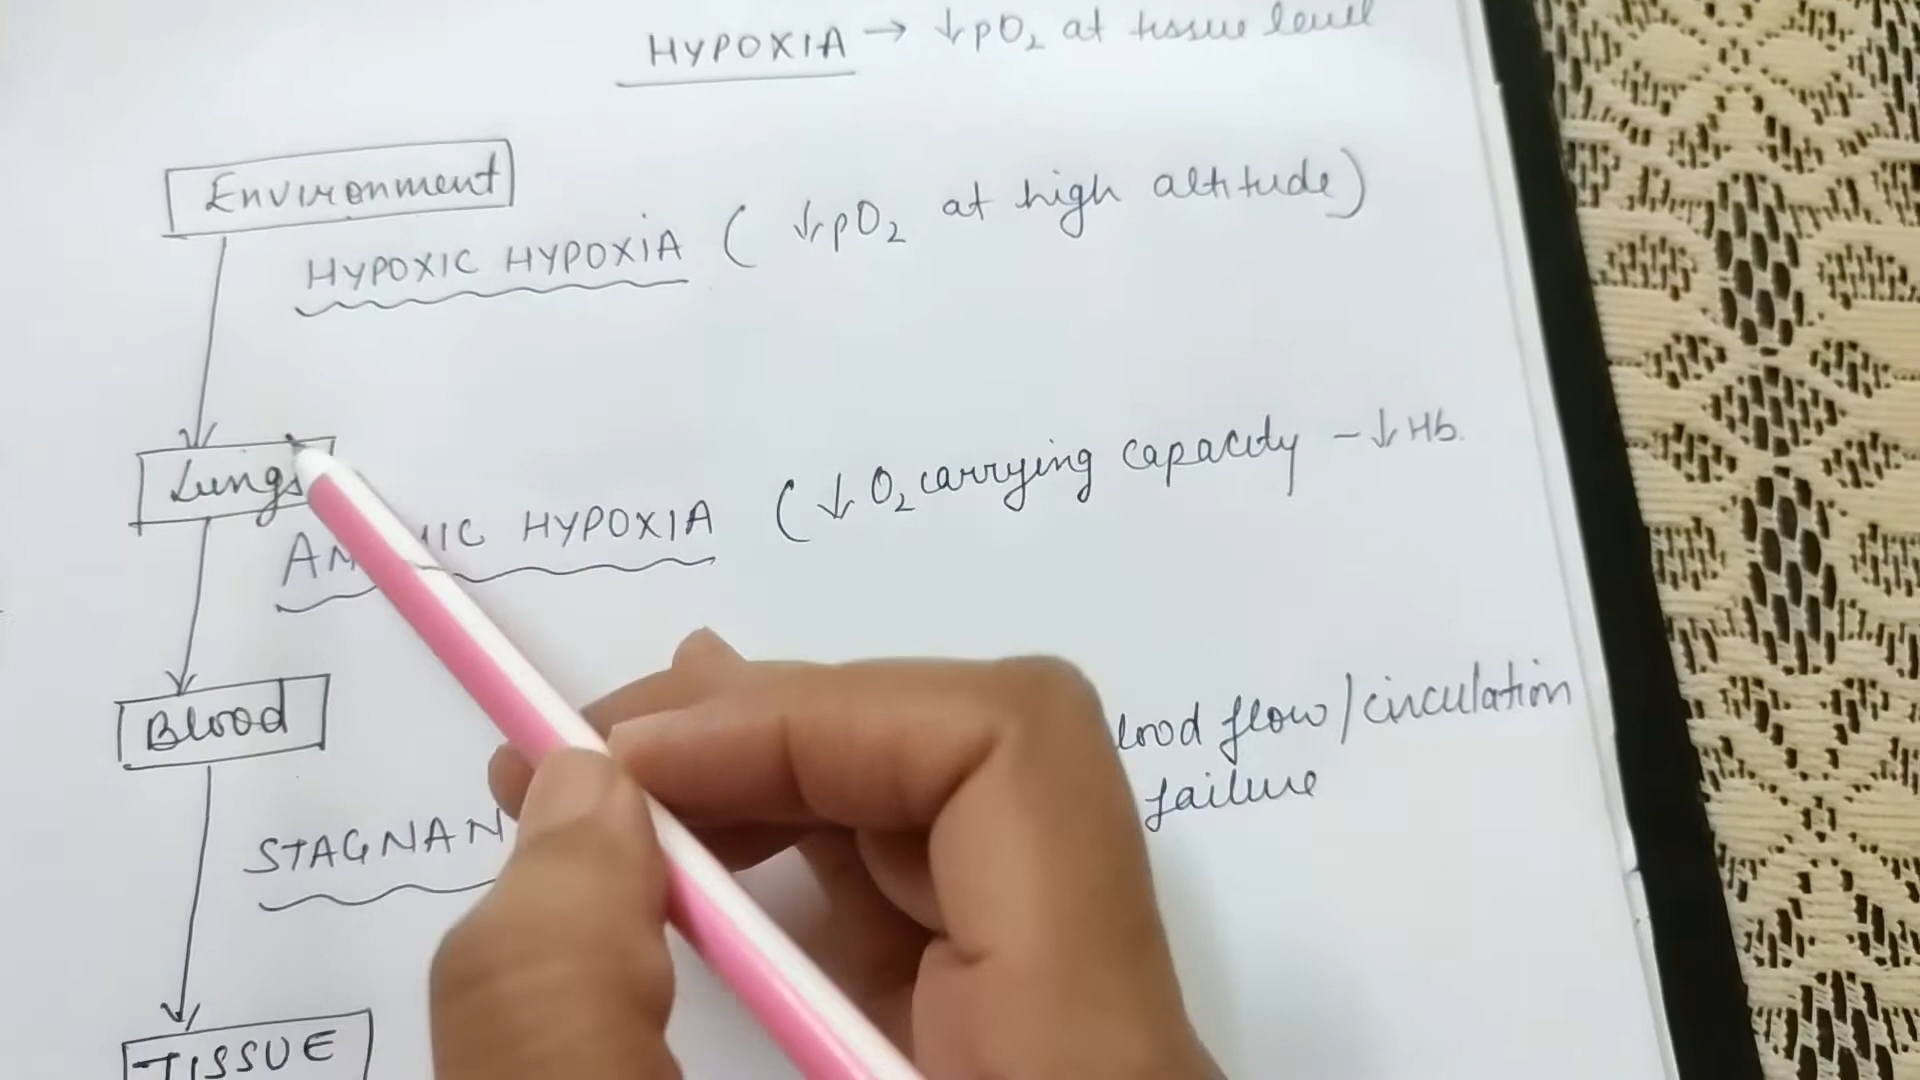 HYPOXIA → ↓pO₂ at tissue level
Environment
HYPOXIC HYPOXIA ( ↓pO₂ at high altitude)
Lungs
HYPOXIA ( ↓ O₂ carrying capacity - ↓ Hb.
Blood
flow / circulation
failure
STAGNAN
TISSUE